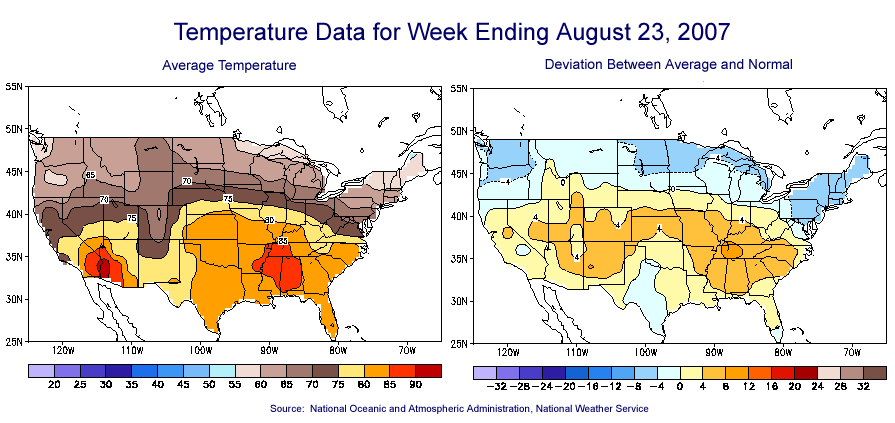 Temperature Data for Week Ending August 23, 2007
Average Temperature
Deviation Between Average and Normal
55N
50N
45N
40N
35N
30N
25N
120W 110W 100W 90W 80W 70W
65
70
70
75
75
80
85
20 25 30 35 40 45 50 55 60 65 70 75 80 85 90
55N
50N
45N
40N
35N
30N
25N
120W 110W 100W 90W 80W 70W
-4
-4
0
4
4
4
4
4
-32 -28 -24 -20 -16 -12 -8 -4 0 4 8 12 16 20 24 28 32
Source: National Oceanic and Atmospheric Administration, National Weather Service